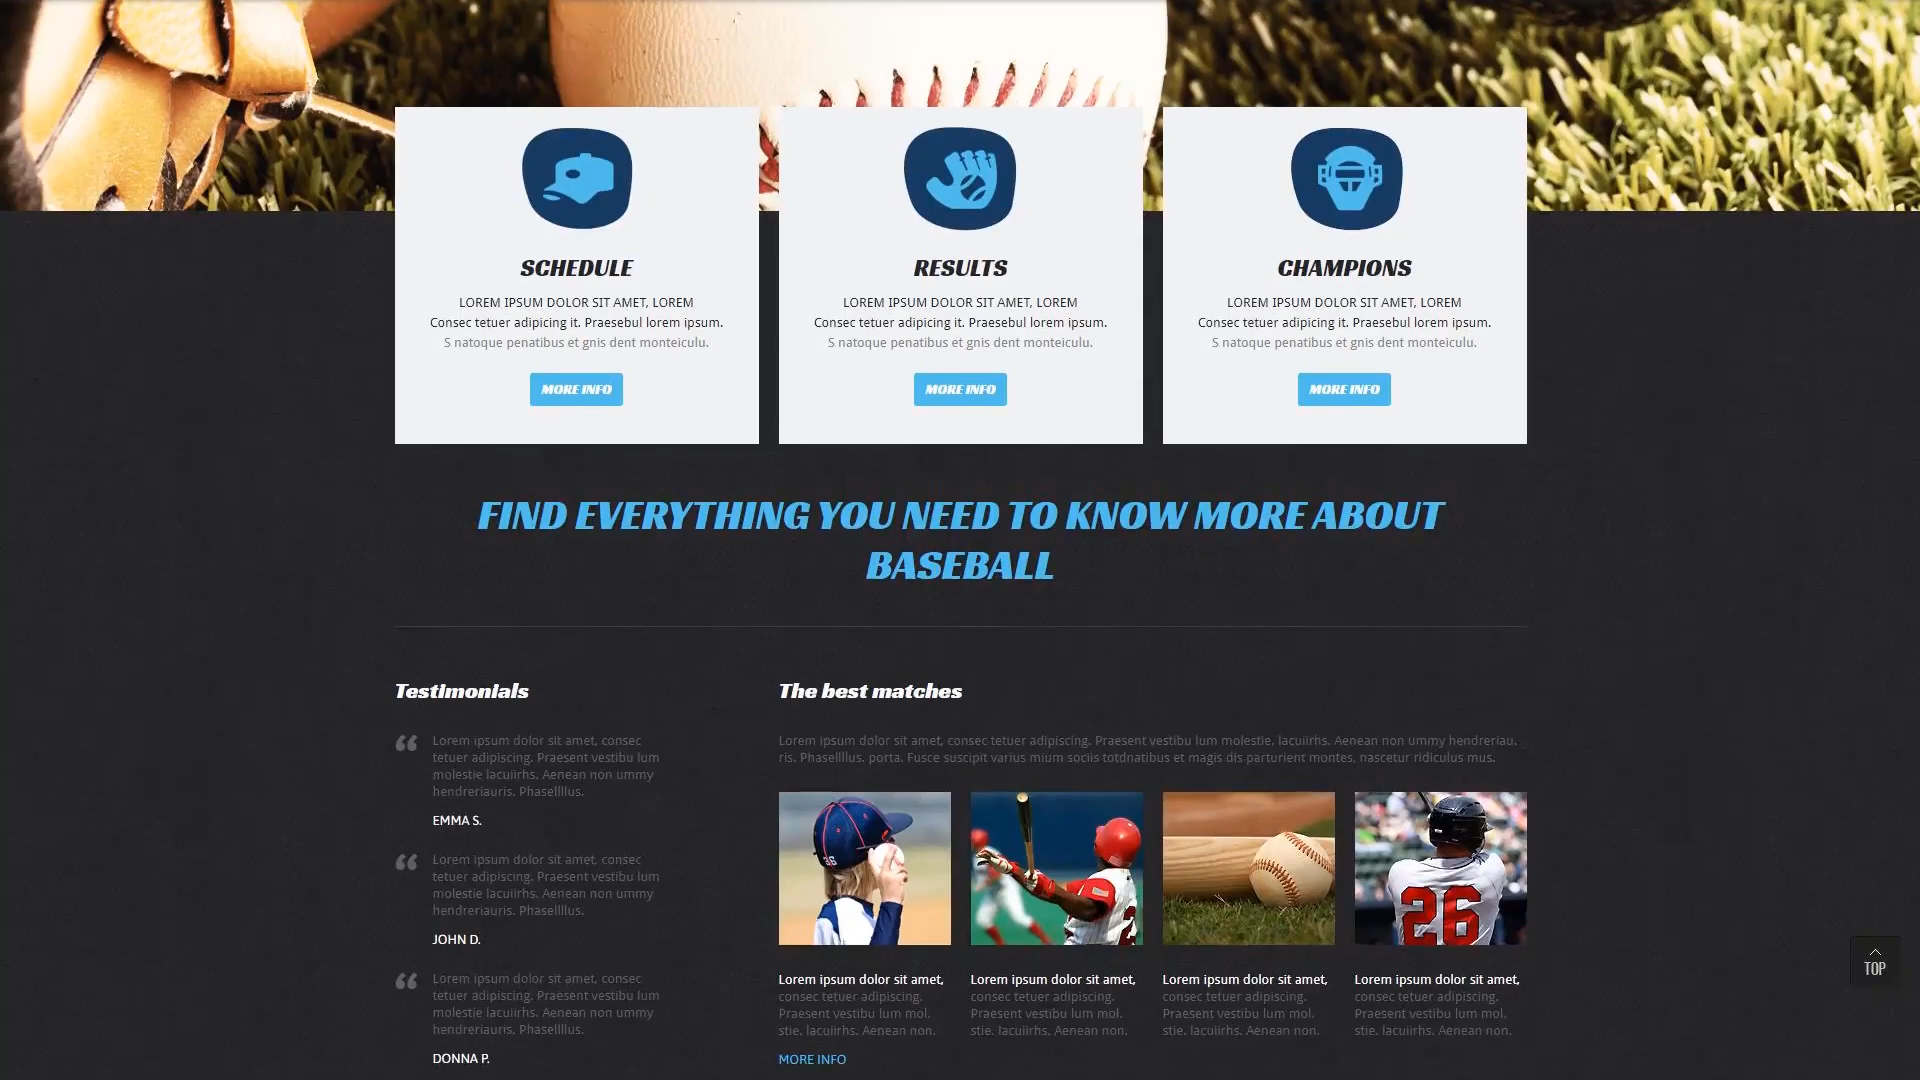 SCHEDULE
LOREM IPSUM DOLOR SIT AMET, LOREM
Consec tetuer adipicing it. Praesebul lorem ipsum.
S natoque penatibus et gnis dent monteiculu.
MORE INFO
RESULTS
LOREM IPSUM DOLOR SIT AMET, LOREM
Consec tetuer adipicing it. Praesebul lorem ipsum.
S natoque penatibus et gnis dent monteiculu.
MORE INFO
CHAMPIONS
LOREM IPSUM DOLOR SIT AMET, LOREM
Consec tetuer adipicing it. Praesebul lorem ipsum.
S natoque penatibus et gnis dent monteiculu.
MORE INFO
FIND EVERYTHING YOU NEED TO KNOW MORE ABOUT
BASEBALL
Testimonials
Lorem ipsum dolor sit amet, consec
tetuer adipiscing. Praesent vestibu lum
molestie lacuiirhs. Aenean non ummy
hendreriauris. Phasellllus.
EMMA S.
Lorem ipsum dolor sit amet, consec
tetuer adipiscing. Praesent vestibu lum
molestie lacuiirhs. Aenean non ummy
hendreriauris. Phasellllus.
JOHN D.
Lorem ipsum dolor sit amet, consec
tetuer adipiscing. Praesent vestibu lum
molestie lacuiirhs. Aenean non ummy
hendreriauris. Phasellllus.
DONNA P.
The best matches
Lorem ipsum dolor sit amet, consec tetuer adipiscing. Praesent vestibu lum molestie. lacuiirhs. Aenean non ummy hendreriau.
ris. Phasellllus. porta. Fusce suscipit varius mium sociis totdnatibus et magis dis parturient montes, nascetur ridiculus mus.
36
2
26
Lorem ipsum dolor sit amet,
consec tetuer adipiscing.
Praesent vestibu lum mol.
stie. lacuiirhs. Aenean non.
MORE INFO
Lorem ipsum dolor sit amet,
consec tetuer adipiscing.
Praesent vestibu lum mol.
stie. lacuiirhs. Aenean non.
Lorem ipsum dolor sit amet,
consec tetuer adipiscing.
Praesent vestibu lum mol.
stie. lacuiirhs. Aenean non.
Lorem ipsum dolor sit amet,
consec tetuer adipiscing.
Praesent vestibu lum mol.
stie. lacuiirhs. Aenean non.
TOP